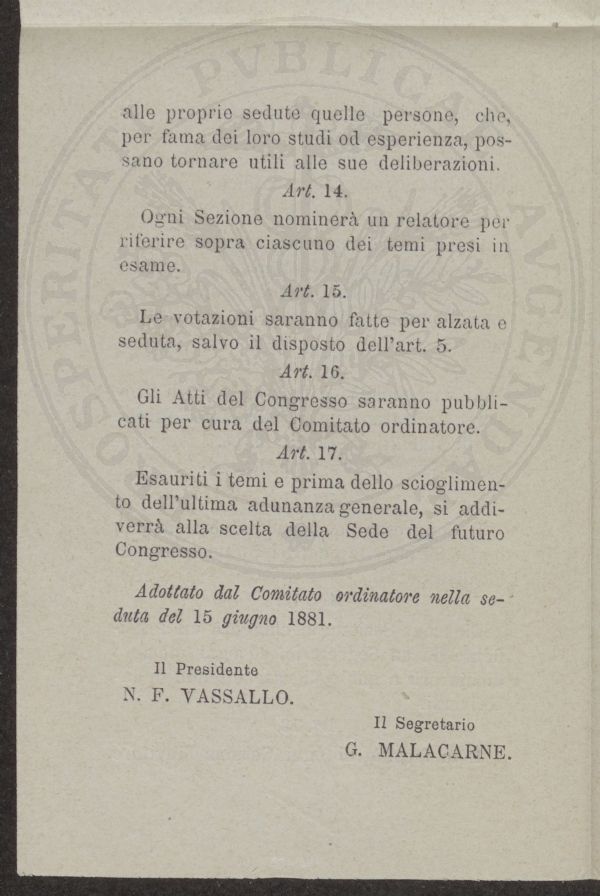 alle proprie sedute quelle persone, che,
per fama dei loro studi od esperienza, pos-
sano tornare utili alle sue deliberazioni.
Art. 14.
Ogni Sezione nominerà un relatore per
riferire sopra ciascuno dei temi presi in
esame.
Art. 15.
Le votazioni saranno fatte per alzata e
seduta, salvo il disposto dell'art. 5.
Art. 16.
Gli Atti del Congresso saranno pubbli-
cati per cura del Comitato ordinatore.
Art. 17.
Esauriti i temi e prima dello scioglimen-
to dell'ultima adunanza generale, si addi-
verrà alla scelta della Sede del futuro
Congresso.
Adottato dal Comitato ordinatore nella se-
duta del 15 giugno 1881.
Il Presidente
N. F. VASSALLO.
Il Segretario
G. MALACARNE.
PROSPERITATI PVBLICAE AVGENDAE